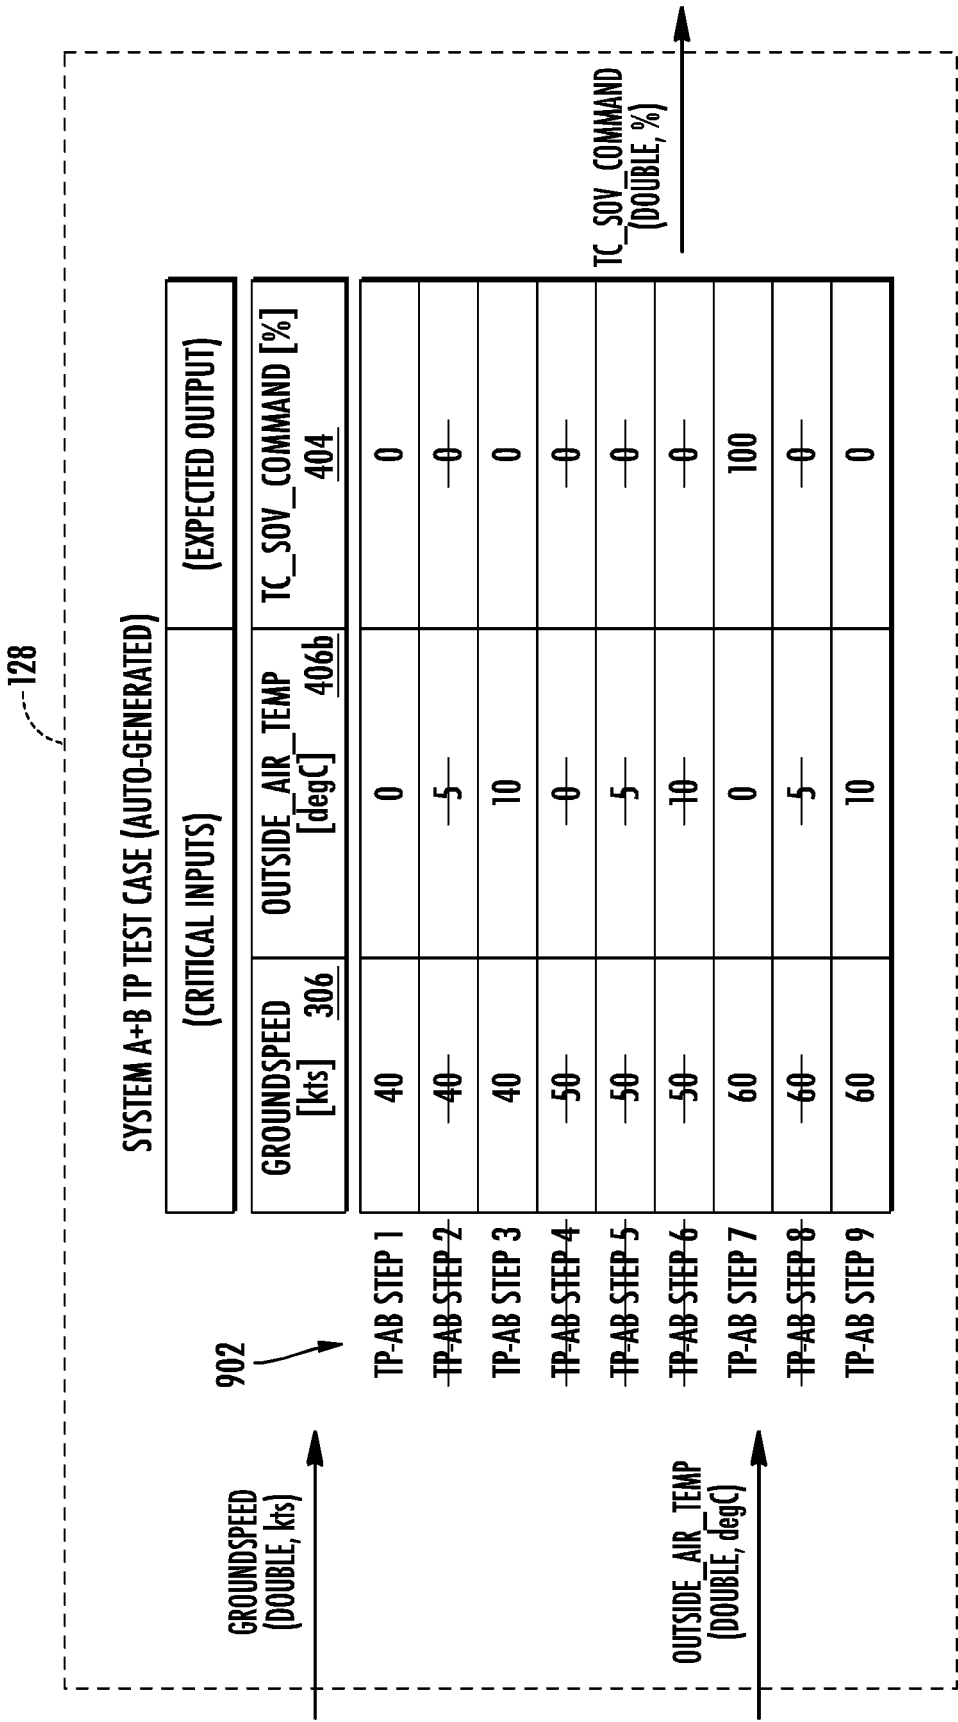 128
SYSTEM A+B TP TEST CASE (AUTO-GENERATED)
(CRITICAL INPUTS) (EXPECTED OUTPUT)
GROUNDSPEED
[kts] 306
OUTSIDE_AIR_TEMP
[degC] 406b
TC_SOV_COMMAND [%]
404
902
TP-AB STEP 1 40 0 0
TP-AB STEP 2 40 5 0
TP-AB STEP 3 40 10 0
TP-AB STEP 4 50 0 0
TP-AB STEP 5 50 5 0
TP-AB STEP 6 50 10 0
TP-AB STEP 7 60 0 100
TP-AB STEP 8 60 5 0
TP-AB STEP 9 60 10 0
GROUNDSPEED
(DOUBLE, kts)
OUTSIDE_AIR_TEMP
(DOUBLE, degC)
TC_SOV_COMMAND
(DOUBLE, %)